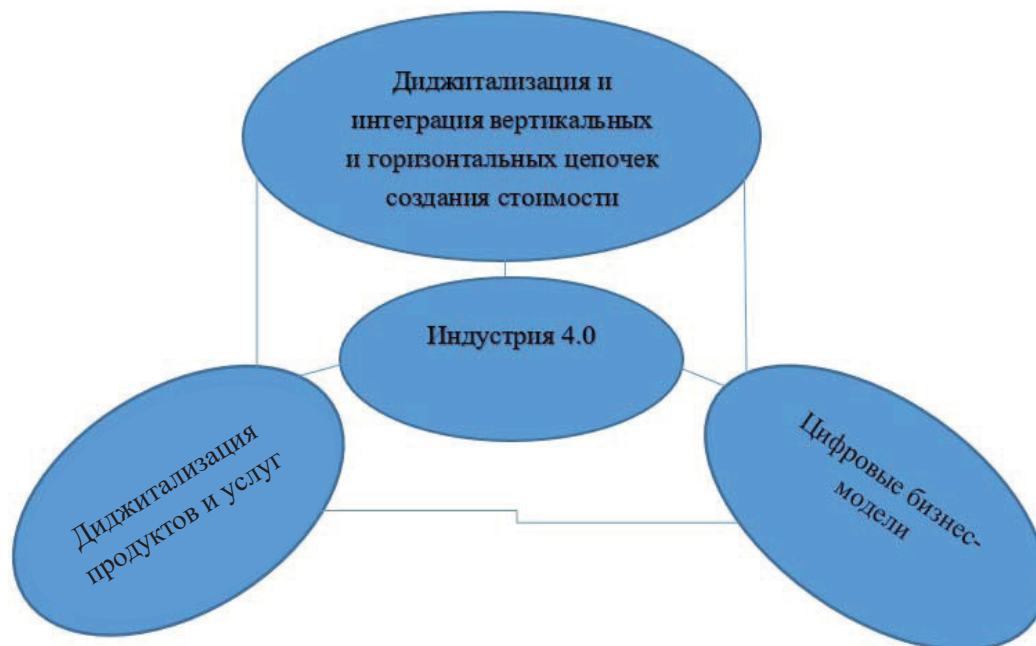 Диджитализация и
интеграция вертикальных
и горизонтальных цепочек
создания стоимости
Индустрия 4.0
Диджитализация
продуктов и услуг
Цифровые бизнес-
модели